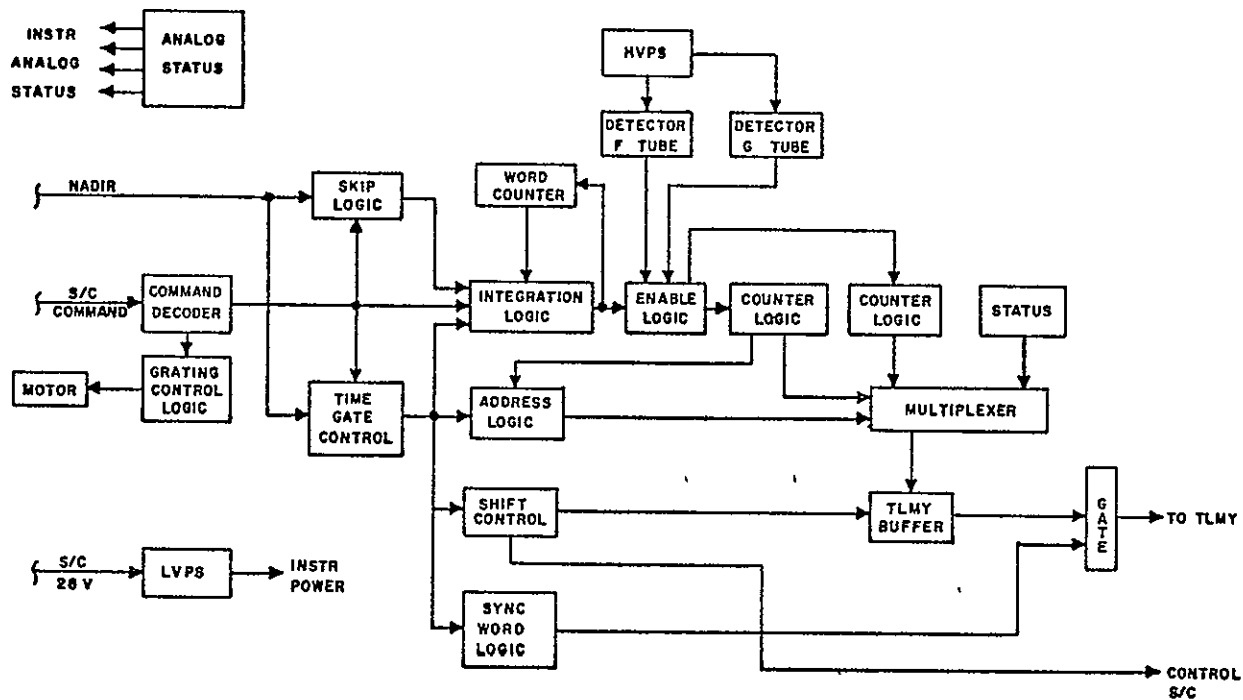 INSTR
ANALOG
STATUS
ANALOG
STATUS
HVPS
DETECTOR
F TUBE
DETECTOR
G TUBE
NADIR
SKIP
LOGIC
WORD
COUNTER
S/C
COMMAND
COMMAND
DECODER
INTEGRATION
LOGIC
ENABLE
LOGIC
COUNTER
LOGIC
COUNTER
LOGIC
STATUS
MOTOR
GRATING
CONTROL
LOGIC
TIME
GATE
CONTROL
ADDRESS
LOGIC
MULTIPLEXER
SHIFT
CONTROL
TLMY
BUFFER
GATE
TO TLMY
S/C
28 V
LVPS
INSTR
POWER
SYNC
WORD
LOGIC
CONTROL
S/C